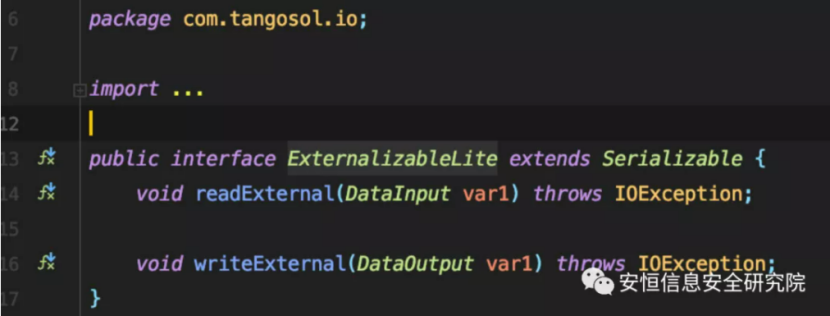 6 package com.tangosol.io;
7
8 import ...
12
13 public interface ExternalizableLite extends Serializable {
14 void readExternal(DataInput var1) throws IOException;
15
16 void writeExternal(DataOutput var1) throws IOException;
17 }
安恒信息安全研究院